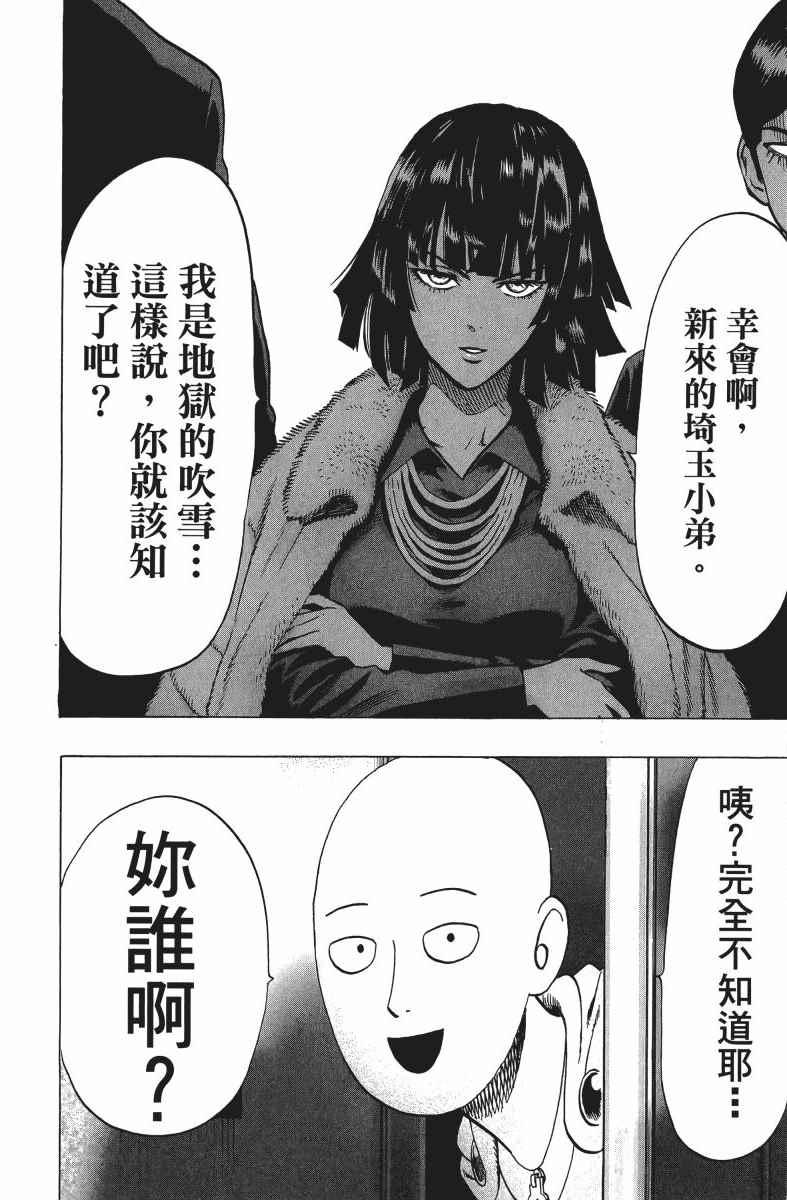 幸會啊，
新來的埼玉小弟。
我是地獄的吹雪…
這樣說，你就該知
道了吧？
咦？完全不知道耶…
妳誰啊？